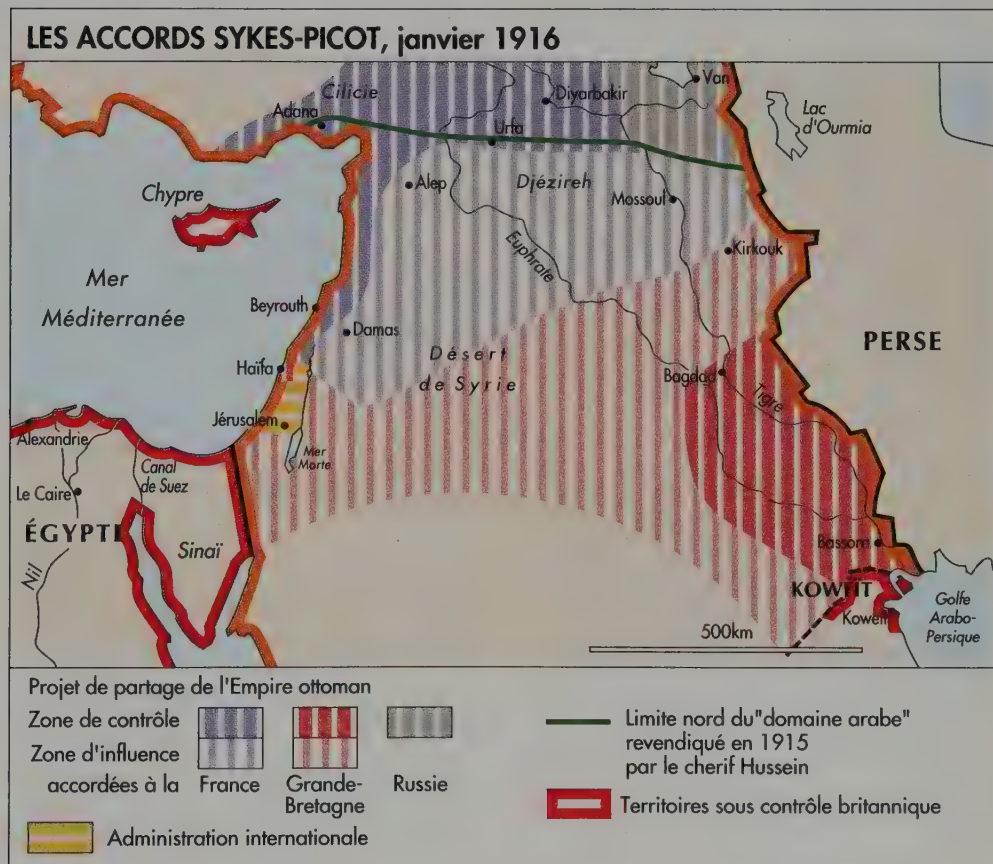 LES ACCORDS SYKES-PICOT, janvier 1916
Van
Cilicie
Diyarbakir
Lac
d'Ourmia
Adana
Urfa
Alep
Djézireh
Mossoul
Chypre
Kirkouk
Euphrate
Mer
Méditerranée
Beyrouth
Damas
PERSE
Désert
de Syrie
Haïfa
Bagdad
Tigre
Jérusalem
Mer
Morte
Alexandrie
Canal
de Suez
Le Caire
ÉGYPTE
Sinaï
Nil
Bassora
KOWEÏT
Koweït
Golfe
Arabo-
Persique
500km
Projet de partage de l'Empire ottoman
Zone de contrôle
Zone d'influence
accordées à la
France
Grande-
Bretagne
Russie
Administration internationale
Limite nord du"domaine arabe"
revendiqué en 1915
par le cherif Hussein
Territoires sous contrôle britannique